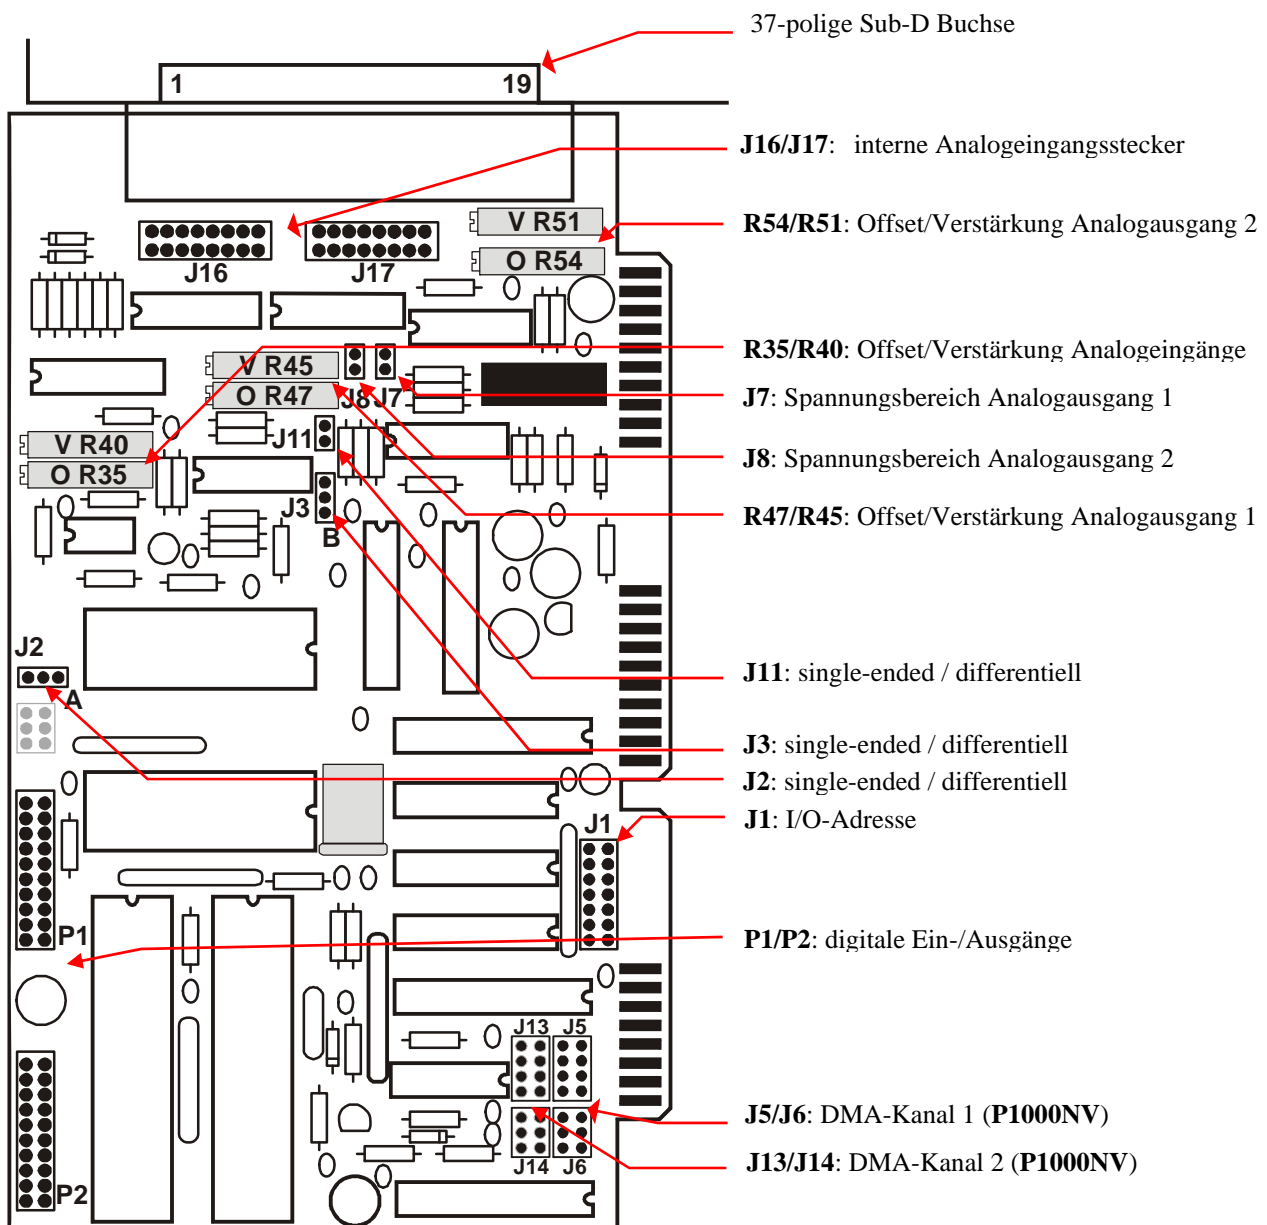 37-polige Sub-D Buchse
1 19
J16/J17: interne Analogeingangsstecker
V R51
R54/R51: Offset/Verstärkung Analogausgang 2
O R54
J16 J17
R35/R40: Offset/Verstärkung Analogeingänge
V R45
O R47
J8 J7
J7: Spannungsbereich Analogausgang 1
J11
V R40
J8: Spannungsbereich Analogausgang 2
O R35
J3
R47/R45: Offset/Verstärkung Analogausgang 1
B
J2
J11: single-ended / differentiell
A
J3: single-ended / differentiell
J2: single-ended / differentiell
J1
J1: I/O-Adresse
P1
P1/P2: digitale Ein-/Ausgänge
J13 J5
J5/J6: DMA-Kanal 1 (P1000NV)
J14 J6
J13/J14: DMA-Kanal 2 (P1000NV)
P2